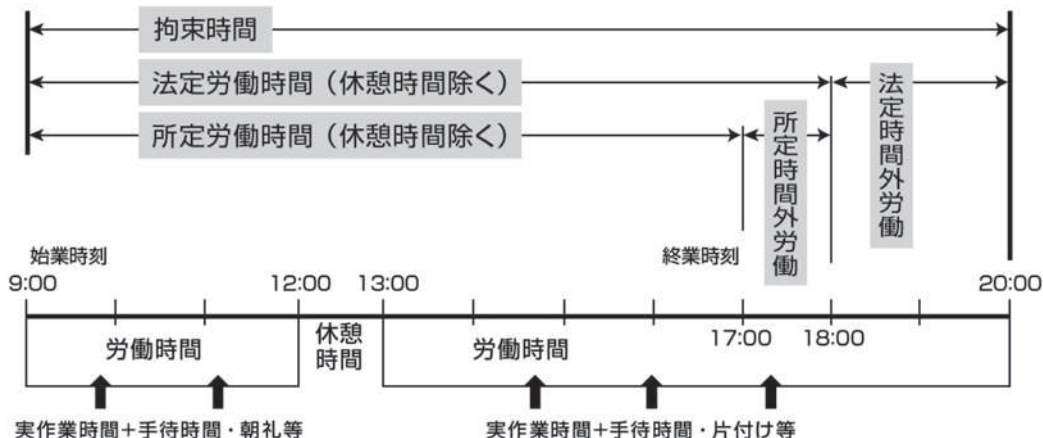 拘束時間
法定労働時間（休憩時間除く）
法定時間外労働
所定労働時間（休憩時間除く）
所定時間外労働
始業時刻
終業時刻
9:00
12:00
13:00
20:00
労働時間
休憩
時間
労働時間
17:00
18:00
実作業時間+手待時間・朝礼等
実作業時間+手待時間・片付け等